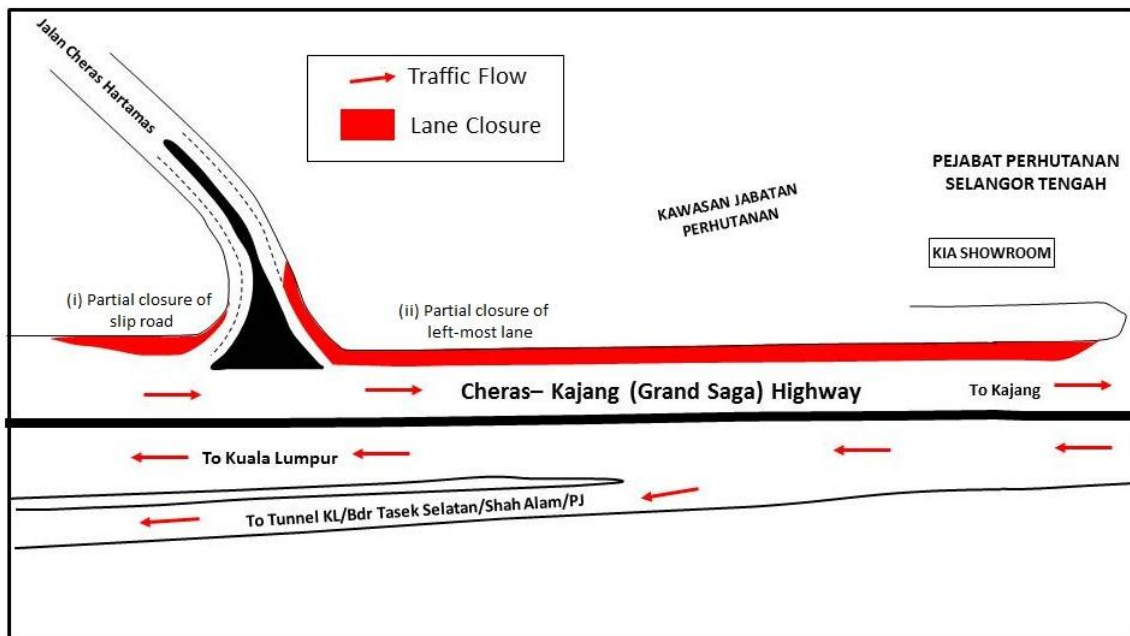 Jalan Cheras Hartamas
Traffic Flow
Lane Closure
PEJABAT PERHUTANAN
SELANGOR TENGAH
KAWASAN JABATAN
PERHUTANAN
KIA SHOWROOM
(i) Partial closure of
slip road
(ii) Partial closure of
left-most lane
Cheras– Kajang (Grand Saga) Highway
To Kajang
To Kuala Lumpur
To Tunnel KL/Bdr Tasek Selatan/Shah Alam/PJ